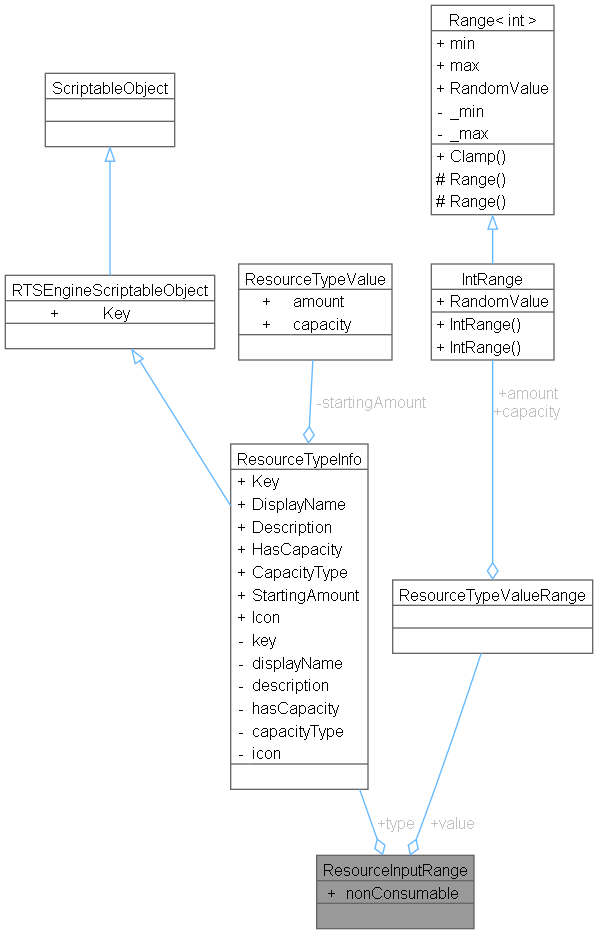 Range< int >
+ min
+ max
+ RandomValue
- _min
- _max
+ Clamp()
# Range()
# Range()
ScriptableObject
RTSEngineScriptableObject
+ Key
ResourceTypeValue
+ amount
+ capacity
IntRange
+ RandomValue
+ IntRange()
+ IntRange()
-startingAmount
+amount
+capacity
ResourceTypeInfo
+ Key
+ DisplayName
+ Description
+ HasCapacity
+ CapacityType
+ StartingAmount
+ Icon
- key
- displayName
- description
- hasCapacity
- capacityType
- icon
ResourceTypeValueRange
+type
+value
ResourceInputRange
+ nonConsumable